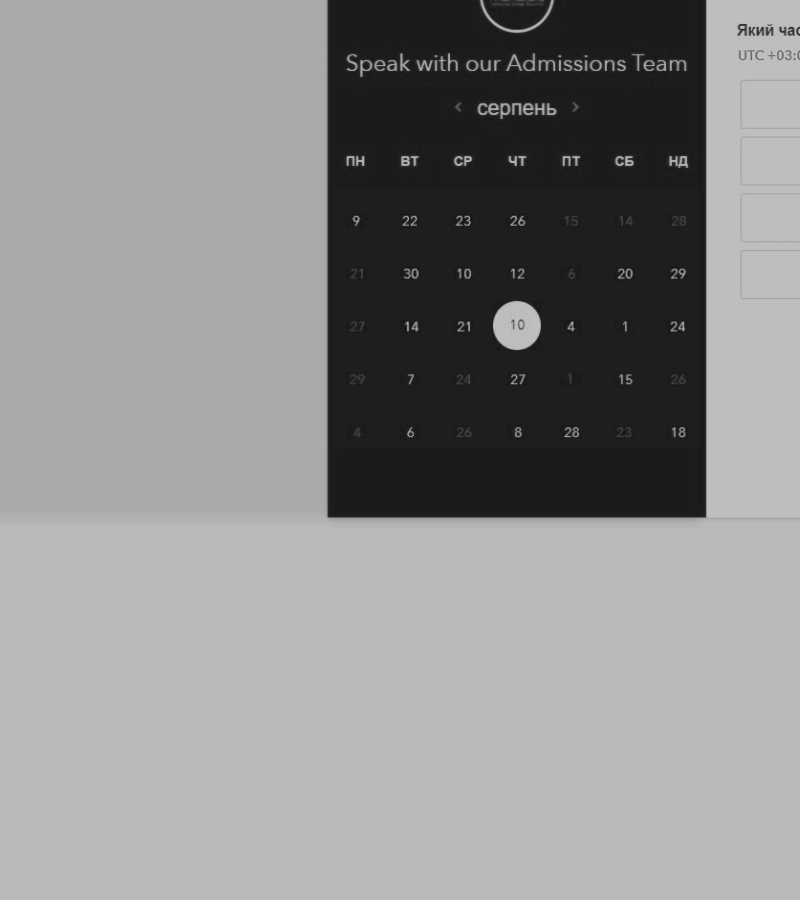 Speak with our Admissions Team
‹ серпень ›
ПН ВТ СР ЧТ ПТ СБ НД
9 22 23 26 15 14 28
21 30 10 12 6 20 29
27 14 21 10 4 1 24
29 7 24 27 1 15 26
4 6 26 8 28 23 18
Який час
UTC +03:0